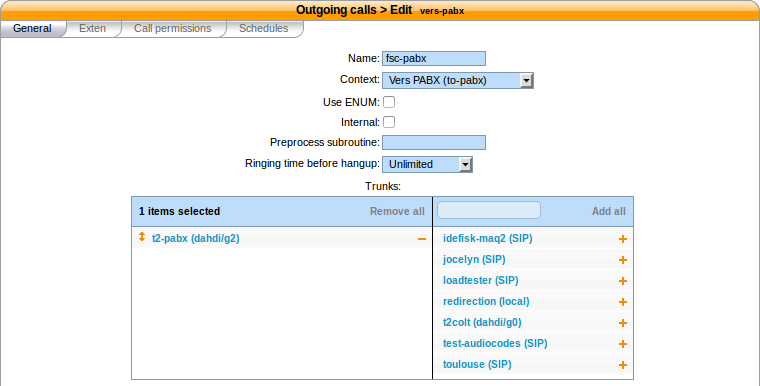 Outgoing calls > Edit vers-pabx
General Exten Call permissions Schedules
Name: fsc-pabx
Context: Vers PABX (to-pabx)
Use ENUM:
Internal:
Preprocess subroutine:
Ringing time before hangup: Unlimited
Trunks:
1 items selected Remove all Add all
t2-pabx (dahdi/g2)
idefisk-maq2 (SIP)
jocelyn (SIP)
loadtester (SIP)
redirection (local)
t2colt (dahdi/g0)
test-audiocodes (SIP)
toulouse (SIP)